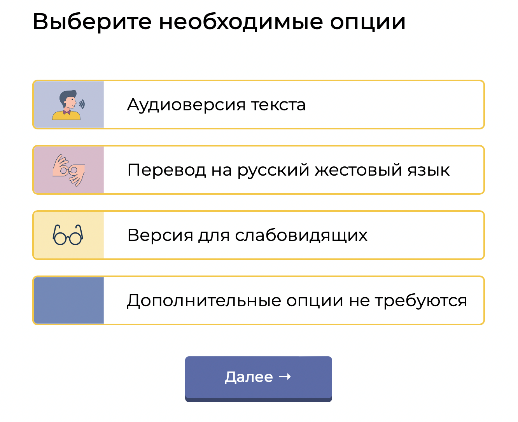 Выберите необходимые опции
Аудиоверсия текста
Перевод на русский жестовый язык
Версия для слабовидящих
Дополнительные опции не требуются
Далее →